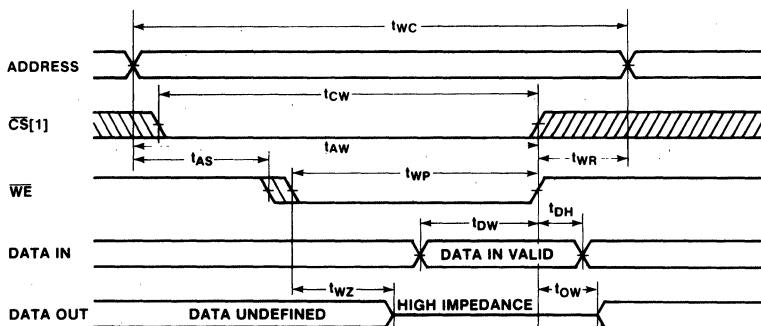 tWC
ADDRESS
tCW
CS[1]
tAW
tAS
tWR
tWP
WE
tDW
tDH
DATA IN
DATA IN VALID
tWZ
HIGH IMPEDANCE
tOW
DATA OUT
DATA UNDEFINED